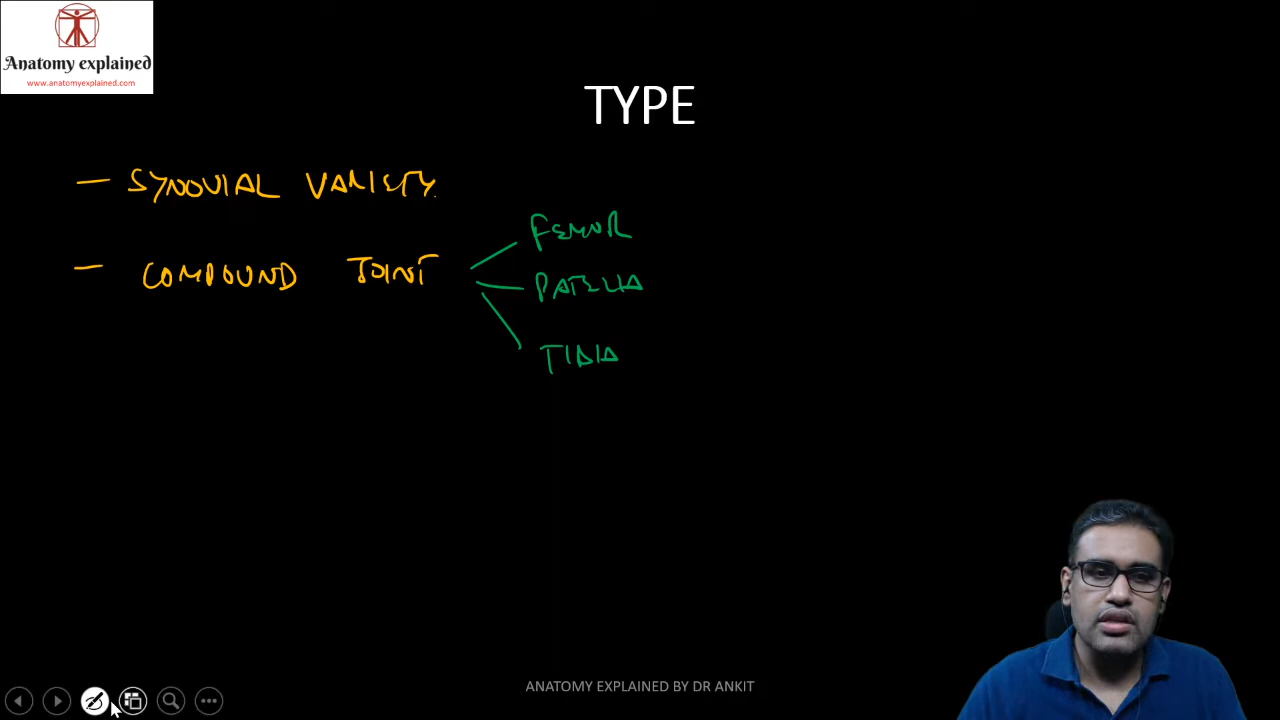 Anatomy explained
www.anatomyexplained.com
TYPE
— SYNOVIAL VARIETY
— COMPOUND JOINT
FEMUR
PATELLA
TIBIA
ANATOMY EXPLAINED BY DR ANKIT